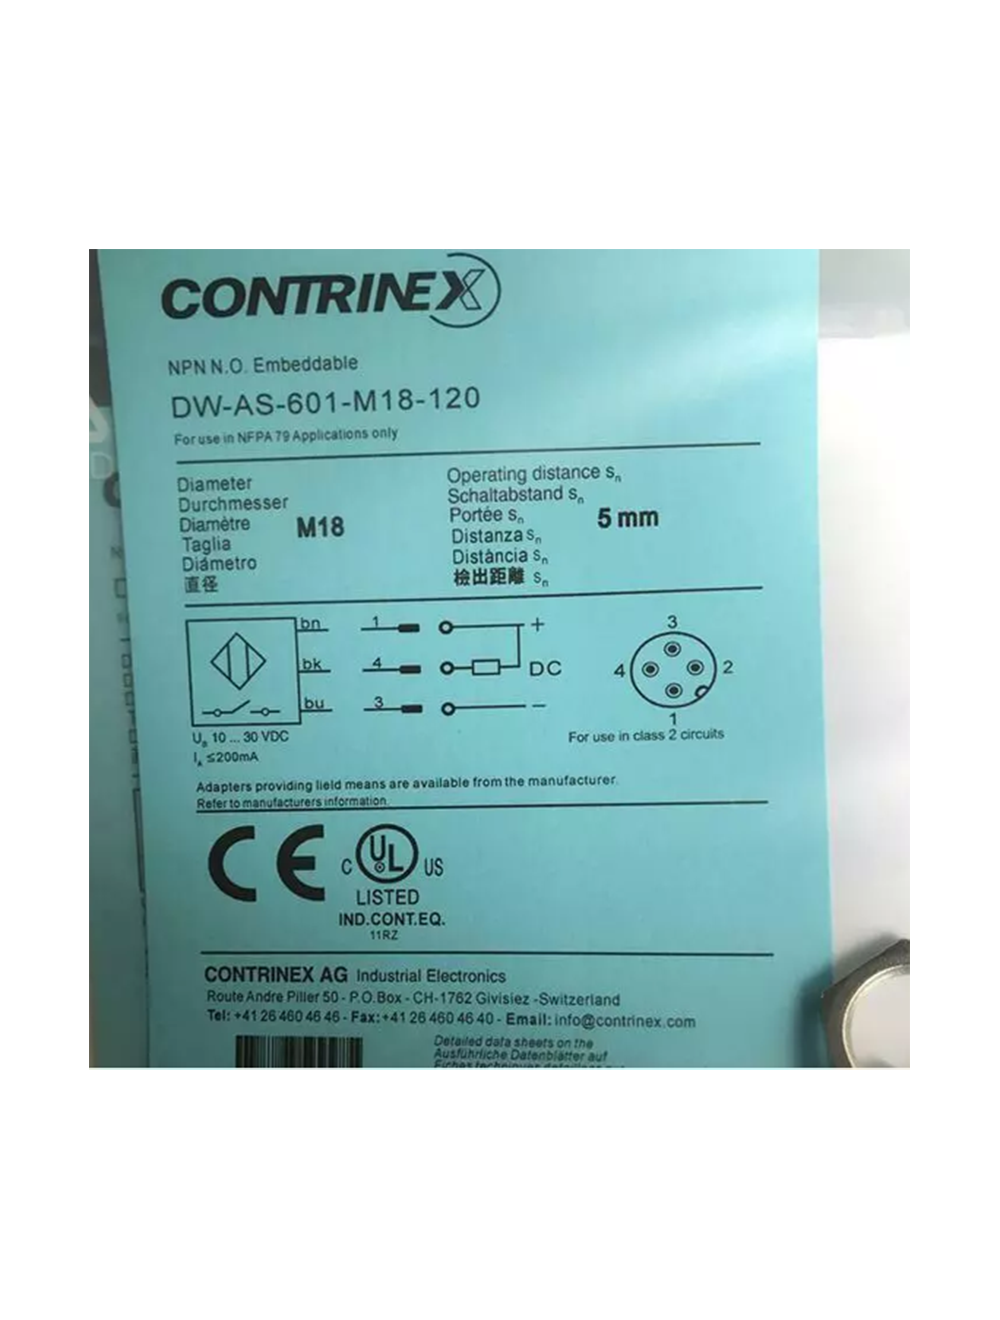 CONTRINEX
NPN N.O. Embeddable
DW-AS-601-M18-120
For use in NFPA 79 Applications only
Diameter
Durchmesser
Diamètre
Taglia
Diámetro
直径
M18
Operating distance sn
Schaltabstand sn
Portée sn
Distanza sn
Distância sn
檢出距離 sn
5 mm
bn 1 +
bk 4 DC
bu 3 -
3
4 2
1
UB 10 ... 30 VDC
IA ≤200mA
For use in class 2 circuits
Adapters providing field means are available from the manufacturer.
Refer to manufacturers information.
CE
C UL US
LISTED
IND.CONT.EQ.
11RZ
CONTRINEX AG Industrial Electronics
Route Andre Piller 50 - P.O.Box - CH-1762 Givisiez -Switzerland
Tel: +41 26 460 46 46 - Fax: +41 26 460 46 40 - Email: info@contrinex.com
Detailed data sheets on the
Ausführliche Datenblätter auf
Fiches techniques